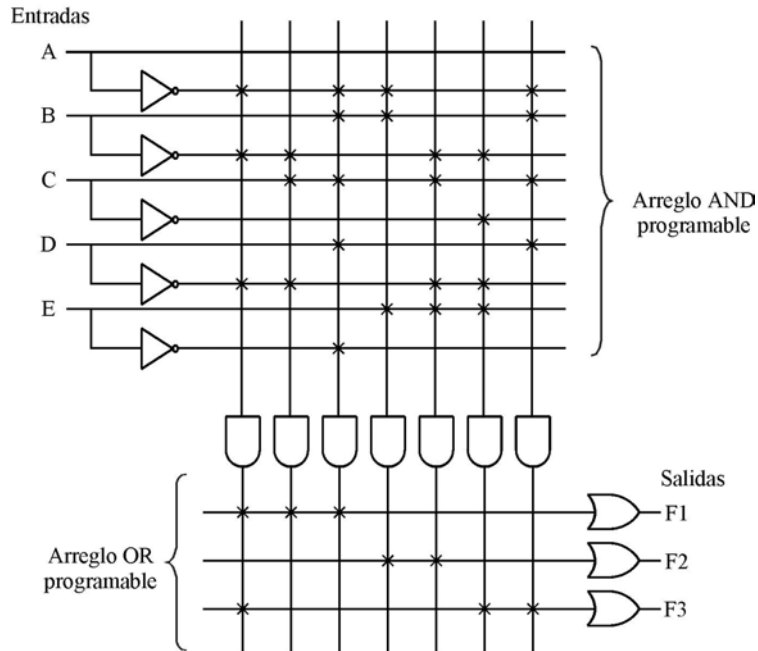 Entradas
A
B
C
D
E
Arreglo AND
programable
Salidas
F1
F2
F3
Arreglo OR
programable